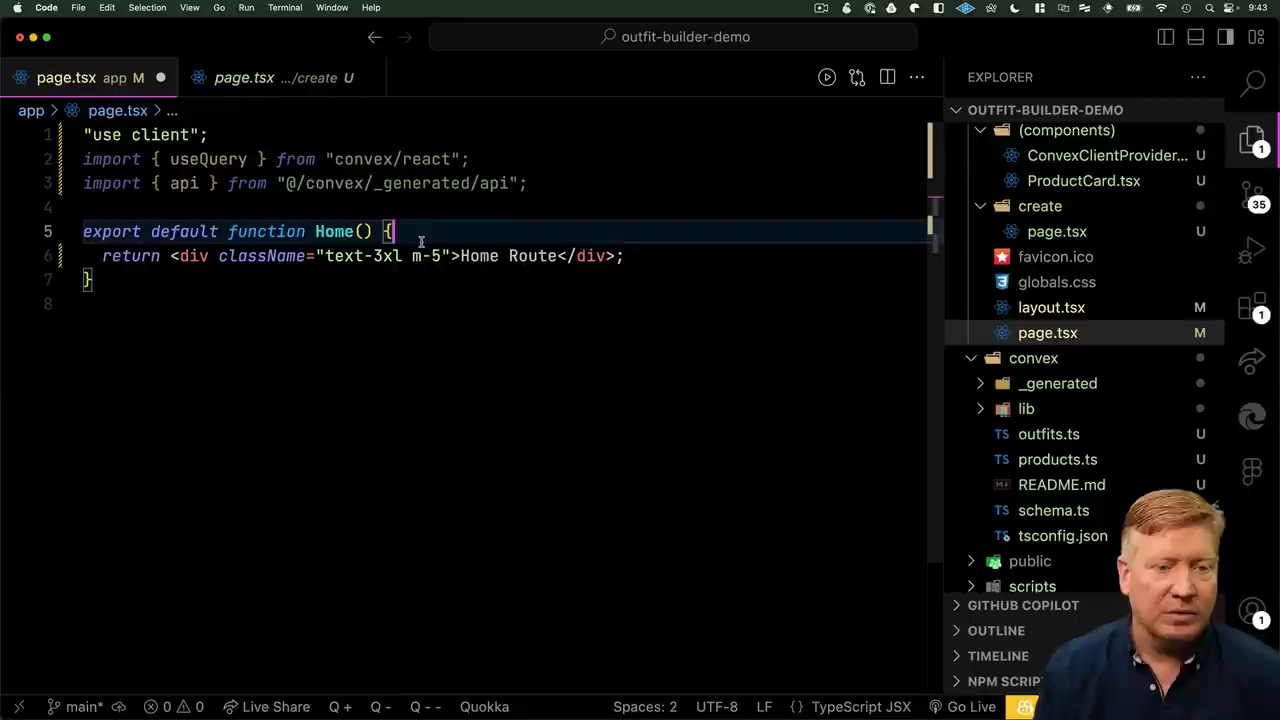 Code File Edit Selection View Go Run Terminal Window Help 9:43
outfit-builder-demo
page.tsx app M page.tsx .../create U
EXPLORER
app > page.tsx > ...
OUTFIT-BUILDER-DEMO
(components)
ConvexClientProvider... U
ProductCard.tsx U
create
page.tsx U
favicon.ico
globals.css
layout.tsx M
page.tsx M
convex
_generated
lib
outfits.ts U
products.ts U
README.md U
schema.ts
tsconfig.json
public
scripts
GITHUB COPILOT
OUTLINE
TIMELINE
NPM SCRIP
1 "use client";
2 import { useQuery } from "convex/react";
3 import { api } from "@/convex/_generated/api";
4
5 export default function Home() {
6 return <div className="text-3xl m-5">Home Route</div>;
7 }
8
1
35
1
1
main* 0 0 Live Share Q + Q - Q -- Quokka Spaces: 2 UTF-8 LF {} TypeScript JSX Go Live